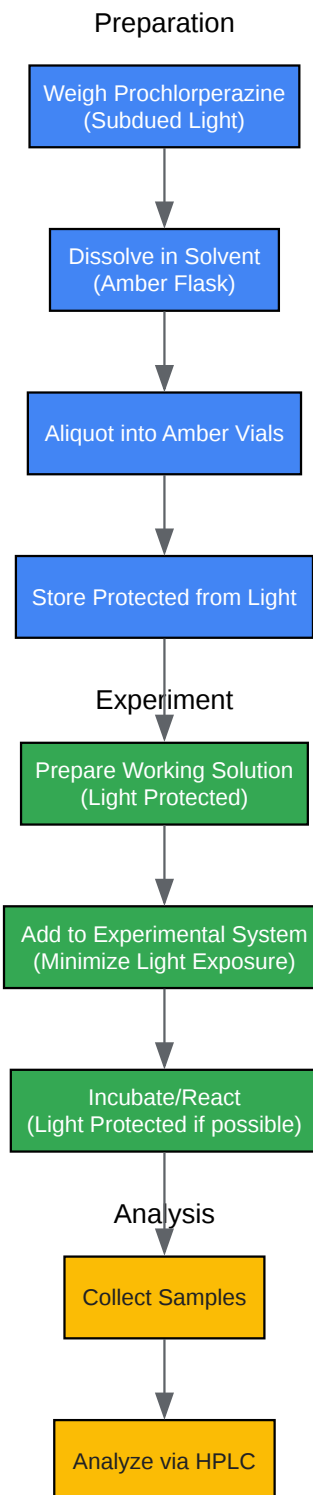 Preparation
Weigh Prochlorperazine
(Subdued Light)
Dissolve in Solvent
(Amber Flask)
Aliquot into Amber Vials
Store Protected from Light
Experiment
Prepare Working Solution
(Light Protected)
Add to Experimental System
(Minimize Light Exposure)
Incubate/React
(Light Protected if possible)
Analysis
Collect Samples
Analyze via HPLC